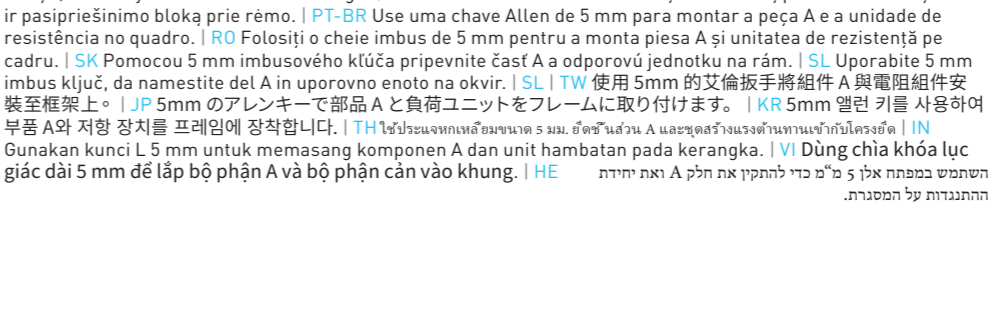 ir pasipriešinimo bloką prie rėmo. | PT-BR Use uma chave Allen de 5 mm para montar a peça A e a unidade de
resistência no quadro. | RO Folosiți o cheie imbus de 5 mm pentru a monta piesa A și unitatea de rezistență pe
cadru. | SK Pomocou 5 mm imbusového kľúča pripevnite časť A a odporovú jednotku na rám. | SL Uporabite 5 mm
imbus ključ, da namestite del A in uporovno enoto na okvir. | SL | TW 使用 5mm 的艾倫扳手將組件 A 與電阻組件安
裝至框架上。 | JP 5mm のアレンキーで部品 A と負荷ユニットをフレームに取り付けます。 | KR 5mm 앨런 키를 사용하여
부품 A와 저항 장치를 프레임에 장착합니다. | TH ใช้ประแจหกเหลี่ยมขนาด 5 มม. ยึดชิ้นส่วน A และชุดสร้างแรงต้านทานเข้ากับโครงยึด | IN
Gunakan kunci L 5 mm untuk memasang komponen A dan unit hambatan pada kerangka. | VI Dùng chìa khóa lục
giác dài 5 mm để lắp bộ phận A và bộ phận cản vào khung. | HE השתמש במפתח אלן 5 מ“מ כדי להתקין את חלק A ואת יחידת
ההתנגדות על המסגרת.